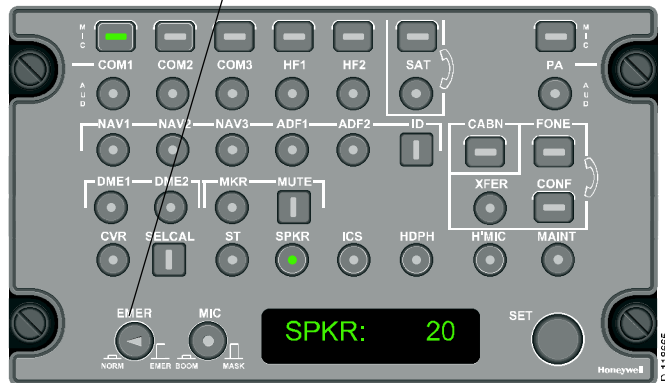 MIC MIC
COM1 COM2 COM3 HF1 HF2 SAT PA
AUD AUD
NAV1 NAV2 NAV3 ADF1 ADF2 ID CABN FONE
DME1 DME2 MKR MUTE XFER CONF
CVR SELCAL ST SPKR ICS HDPH H'MIC MAINT
EMER MIC SET
SPKR: 20
NORM EMER BOOM MASK
Honeywell